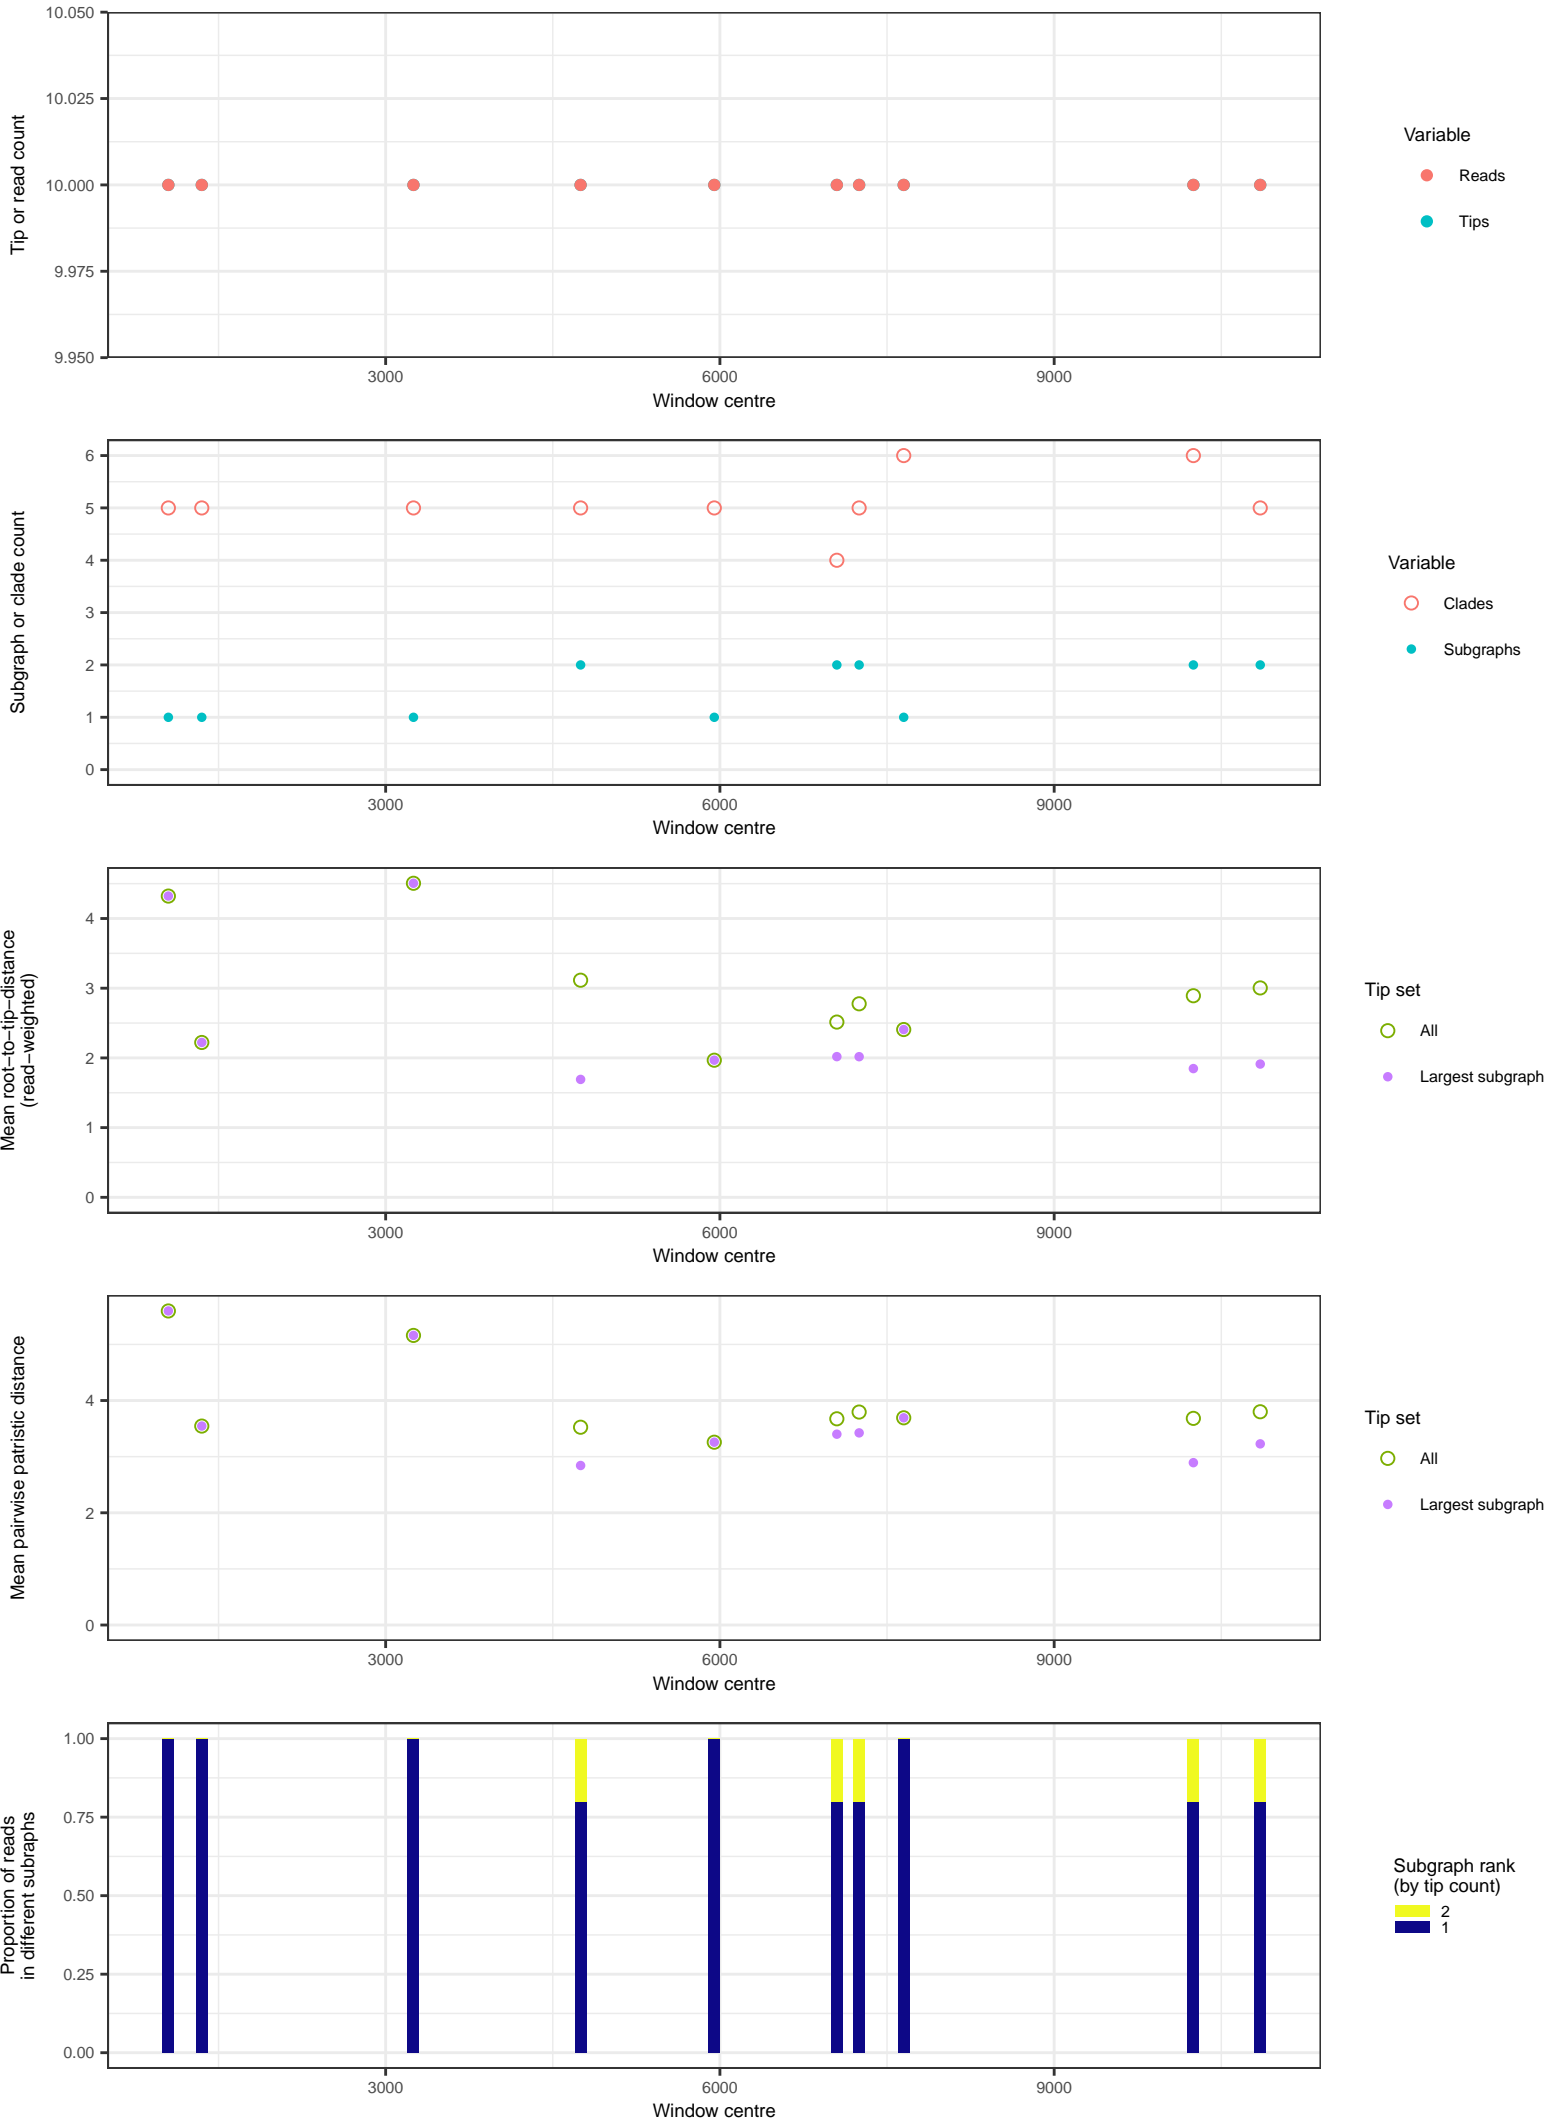 10.050
10.025
10.000
9.975
9.950
Tip or read count
3000
6000
9000
Window centre
Variable
Reads
Tips
6
5
4
3
2
1
0
Subgraph or clade count
3000
6000
9000
Window centre
Variable
Clades
Subgraphs
4
3
2
1
0
Mean root−to−tip−distance
(read−weighted)
3000
6000
9000
Window centre
Tip set
All
Largest subgraph
4
2
0
Mean pairwise patristic distance
3000
6000
9000
Window centre
Tip set
All
Largest subgraph
1.00
0.75
0.50
0.25
0.00
Proportion of reads
in different subraphs
3000
6000
9000
Window centre
Subgraph rank
(by tip count)
2
1